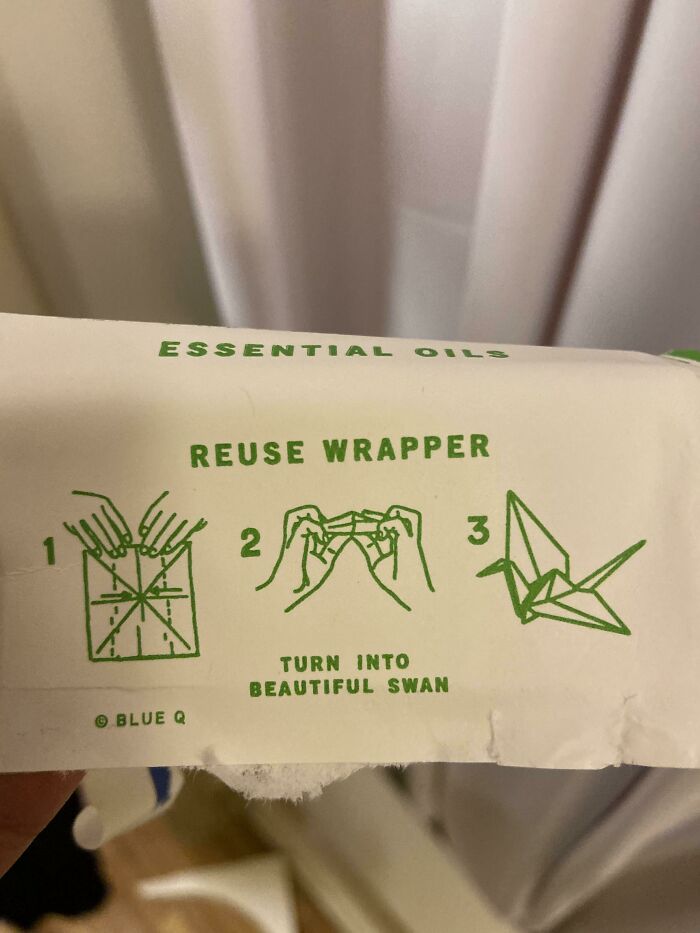 ESSENTIAL OILS
REUSE WRAPPER
1 2 3
TURN INTO
BEAUTIFUL SWAN
© BLUE Q